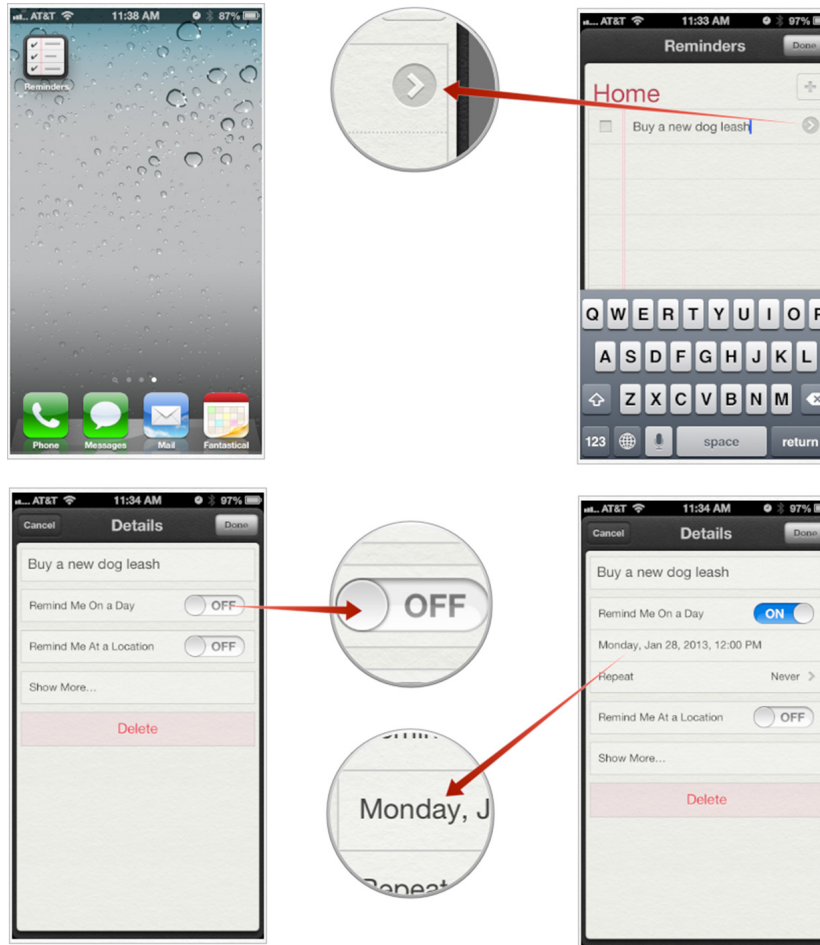 AT&T 11:38 AM 87%
Reminders
Phone Messages Mail Fantastical
... AT&T 11:33 AM 97%
Reminders Done
Home
Buy a new dog leash
Q W E R T Y U I O P
A S D F G H J K L
Z X C V B N M
123 space return
... AT&T 11:34 AM 97%
Cancel Details Done
Buy a new dog leash
Remind Me On a Day OFF
Remind Me At a Location OFF
Show More...
Delete
OFF
Monday, J
Repeat
... AT&T 11:34 AM 97%
Cancel Details Done
Buy a new dog leash
Remind Me On a Day ON
Monday, Jan 28, 2013, 12:00 PM
Repeat Never
Remind Me At a Location OFF
Show More...
Delete